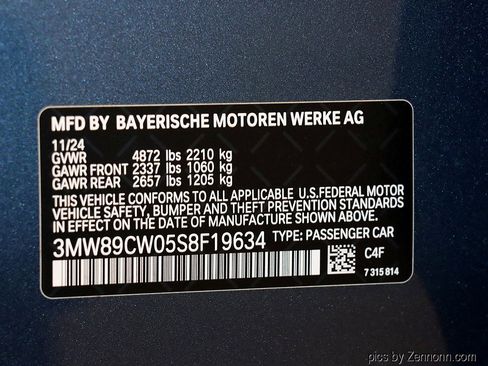 MFD BY BAYERISCHE MOTOREN WERKE AG
11/24
GVWR 4872 lbs 2210 kg
GAWR FRONT 2337 lbs 1060 kg
GAWR REAR 2657 lbs 1205 kg
THIS VEHICLE CONFORMS TO ALL APPLICABLE U.S.FEDERAL MOTOR
VEHICLE SAFETY, BUMPER AND THEFT PREVENTION STANDARDS
IN EFFECT ON THE DATE OF MANUFACTURE SHOWN ABOVE.
3MW89CW05S8F19634 TYPE: PASSENGER CAR
C4F
7 315 814
pics by Zennonn.com